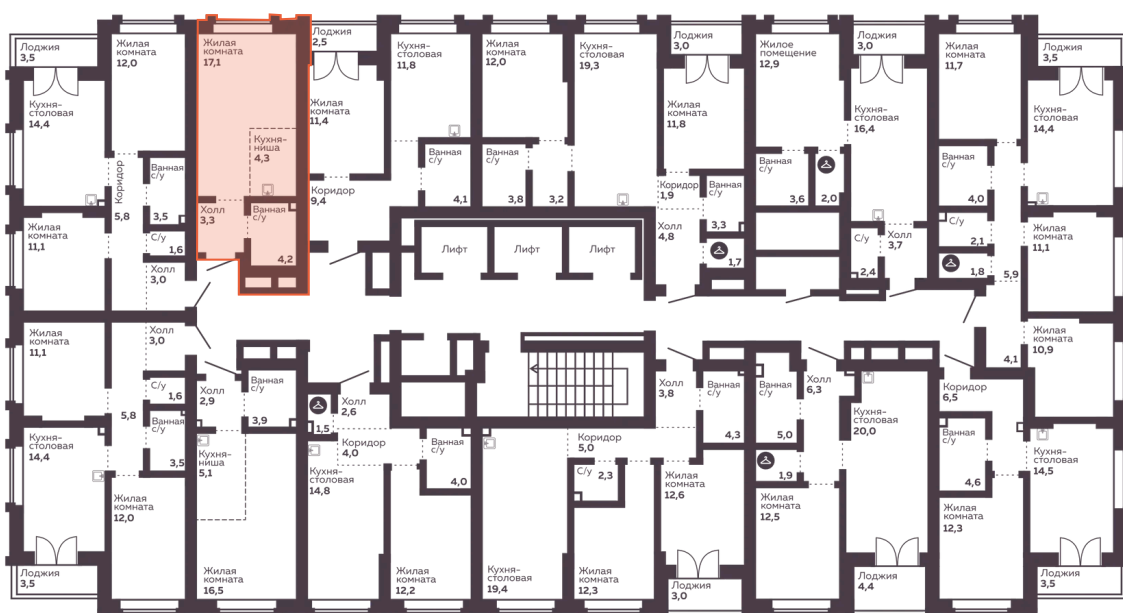 Лоджия
3,5
Жилая
комната
12,0
Кухня-
столовая
14,4
Коридор
5,8
Ванная
с/у
3,5
С/у
1,6
Жилая
комната
11,1
Холл
3,0
Жилая
комната
17,1
Кухня-
ниша
4,3
Холл
3,3
Ванная
с/у
4,2
Лоджия
2,5
Жилая
комната
11,4
Коридор
9,4
Кухня-
столовая
11,8
Ванная
с/у
4,1
Жилая
комната
12,0
Ванная
с/у
3,8
3,2
Кухня-
столовая
19,3
Лифт
Лифт
Лифт
Лоджия
3,0
Жилая
комната
11,8
Коридор
1,9
Холл
4,8
Ванная
с/у
3,3
1,7
Жилое
помещение
12,9
Ванная
с/у
3,6
2,0
Лоджия
3,0
Кухня-
столовая
16,4
С/у
2,4
Холл
3,7
Жилая
комната
11,7
Ванная
с/у
4,0
С/у
2,1
1,8
5,9
Лоджия
3,5
Кухня-
столовая
14,4
Жилая
комната
11,1
Жилая
комната
11,1
Холл
3,0
5,8
С/у
1,6
Ванная
с/у
3,5
Кухня-
столовая
14,4
Жилая
комната
12,0
Лоджия
3,5
Холл
2,9
Ванная
с/у
3,9
Кухня-
ниша
5,1
Жилая
комната
16,5
Холл
2,6
1,5
Коридор
4,0
Кухня-
столовая
14,8
Ванная
с/у
4,0
Жилая
комната
12,2
Кухня-
столовая
19,4
Коридор
5,0
С/у
2,3
Жилая
комната
12,3
Холл
3,8
Ванная
с/у
4,3
Жилая
комната
12,6
Лоджия
3,0
Ванная
с/у
5,0
Холл
6,3
1,9
Жилая
комната
12,5
Кухня-
столовая
20,0
Лоджия
4,4
Жилая
комната
10,9
4,1
Коридор
6,5
Ванная
с/у
4,6
Жилая
комната
12,3
Кухня-
столовая
14,5
Лоджия
3,5